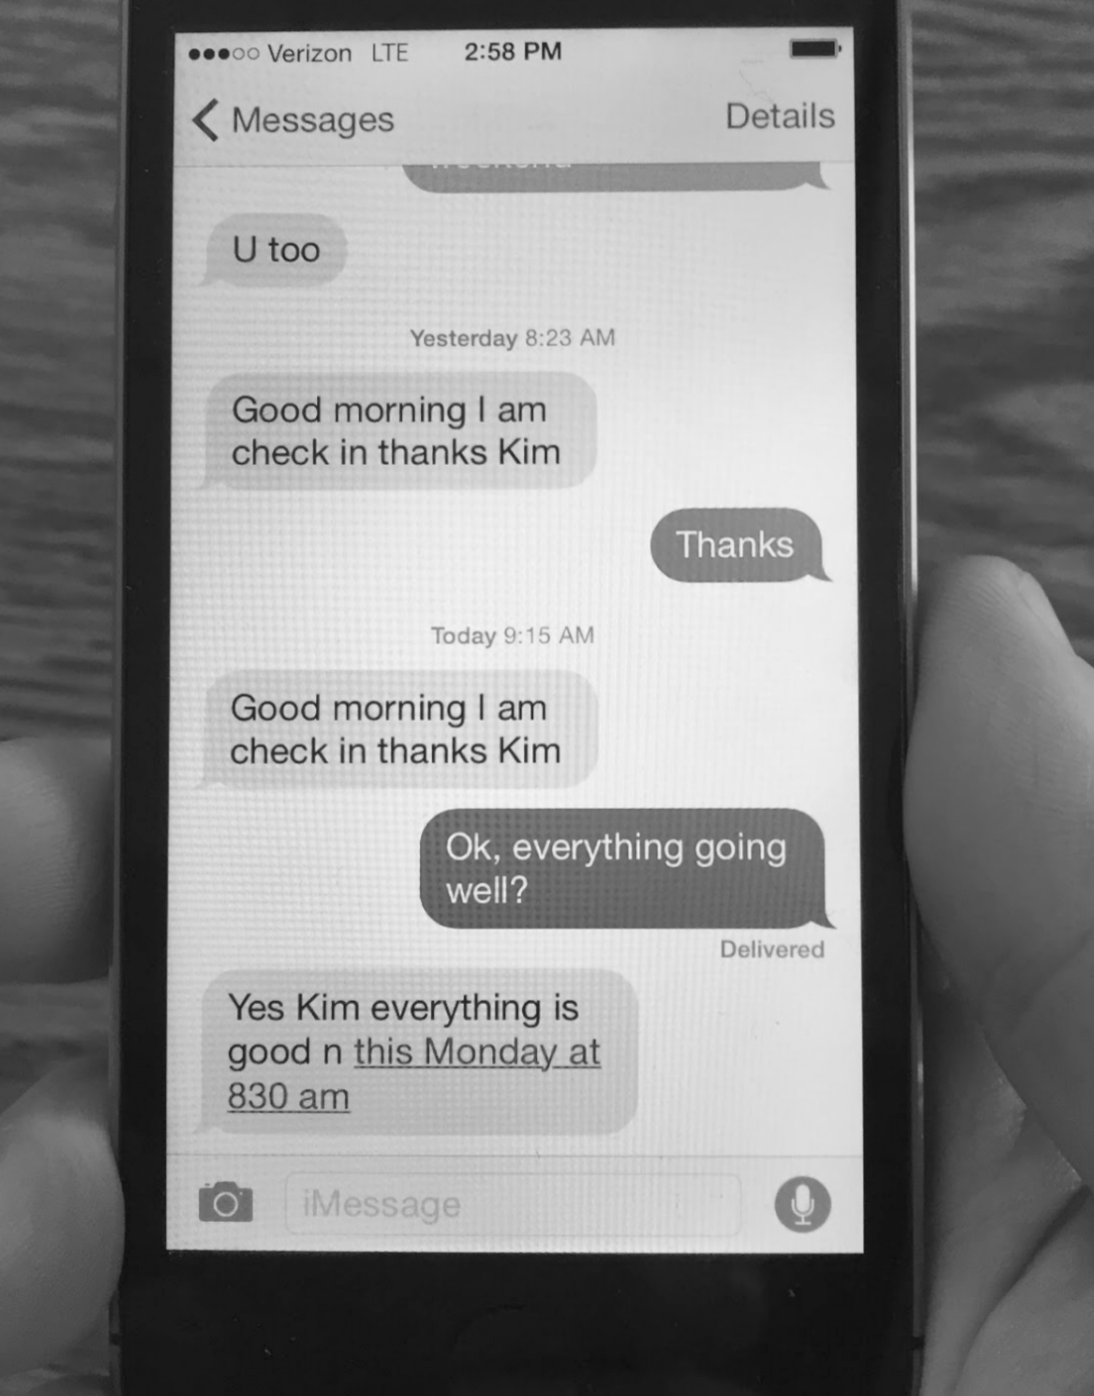 Verizon LTE 2:58 PM
Messages Details
weekend
U too
Yesterday 8:23 AM
Good morning I am
check in thanks Kim
Thanks
Today 9:15 AM
Good morning I am
check in thanks Kim
Ok, everything going
well?
Delivered
Yes Kim everything is
good n this Monday at
830 am
iMessage